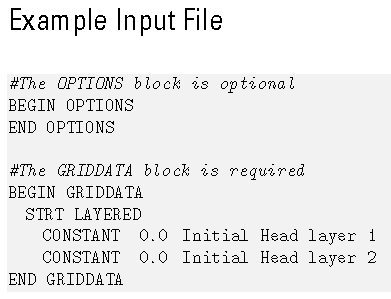 Example Input File
#The OPTIONS block is optional
BEGIN OPTIONS
END OPTIONS
#The GRIDDATA block is required
BEGIN GRIDDATA
STRT LAYERED
CONSTANT 0.0 Initial Head layer 1
CONSTANT 0.0 Initial Head layer 2
END GRIDDATA